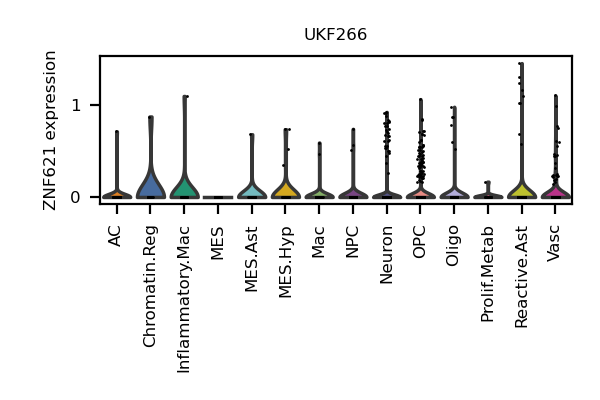 UKF266
ZNF621 expression
1
0
AC
Chromatin.Reg
Inflammatory.Mac
MES
MES.Ast
MES.Hyp
Mac
NPC
Neuron
OPC
Oligo
Prolif.Metab
Reactive.Ast
Vasc